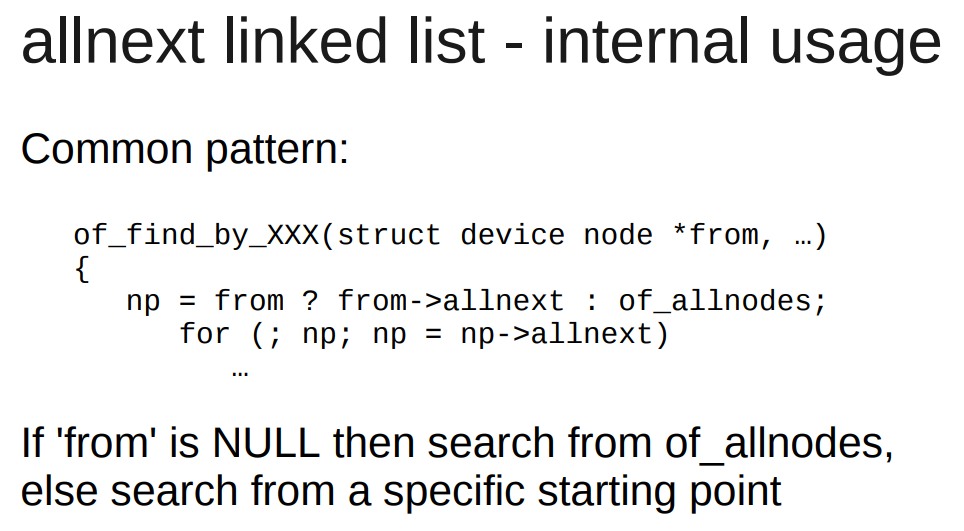 allnext linked list - internal usage
Common pattern:
of_find_by_XXX(struct device node *from, …)
{
np = from ? from->allnext : of_allnodes;
for (; np; np = np->allnext)
…
If 'from' is NULL then search from of_allnodes,
else search from a specific starting point